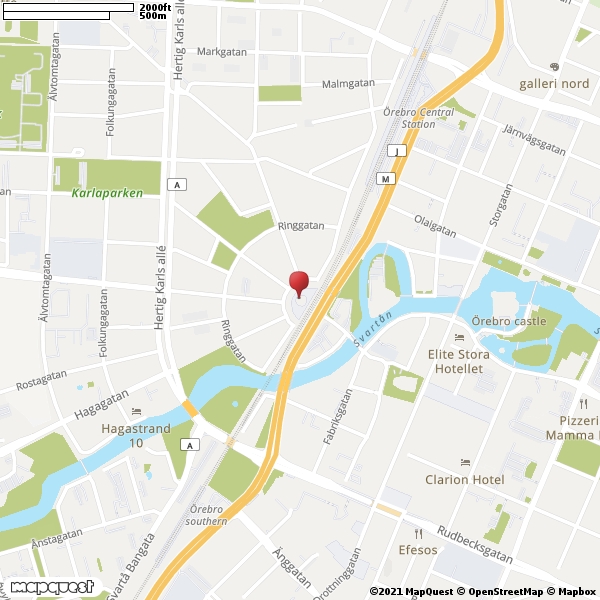 2000ft
500m
Hertig Karls allé
Markgatan
Malmgatan
galleri nord
Älvtomtagatan
Folkungagatan
Örebro Central
Station
Järnvägsgatan
J
M
A
Karlaparken
Storgatan
Olaigatan
Ringgatan
Hertig Karls allé
Älvtomtagatan
Folkungagatan
Ringgatan
Svartån
Örebro castle
Elite Stora
Hotellet
Rostagatan
Hagagatan
Hagastrand
10
A
Fabriksgatan
Pizzeri
Mamma
Clarion Hotel
Örebro
southern
Rudbecksgatan
Efesos
Ånstagatan
Svartå Bangata
Änggatan
Drottninggatan
mapquest
©2021 MapQuest © OpenStreetMap © Mapbox